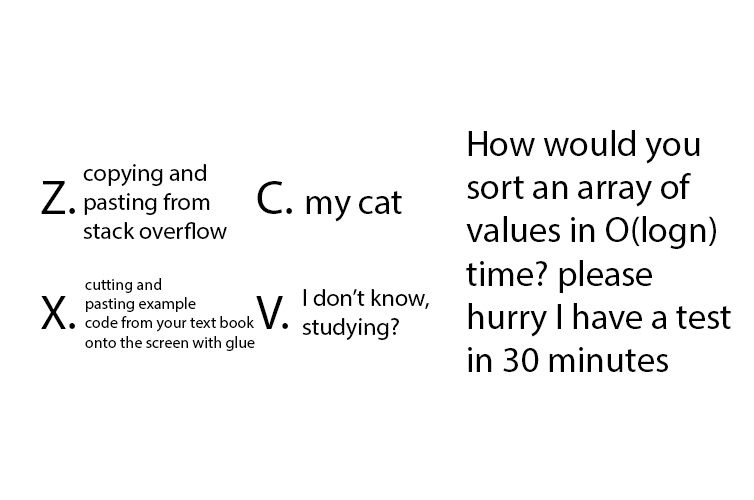 Z. copying and
pasting from
stack overflow
C. my cat
X. cutting and
pasting example
code from your text book
onto the screen with glue
V. I don’t know,
studying?
How would you
sort an array of
values in O(logn)
time? please
hurry I have a test
in 30 minutes